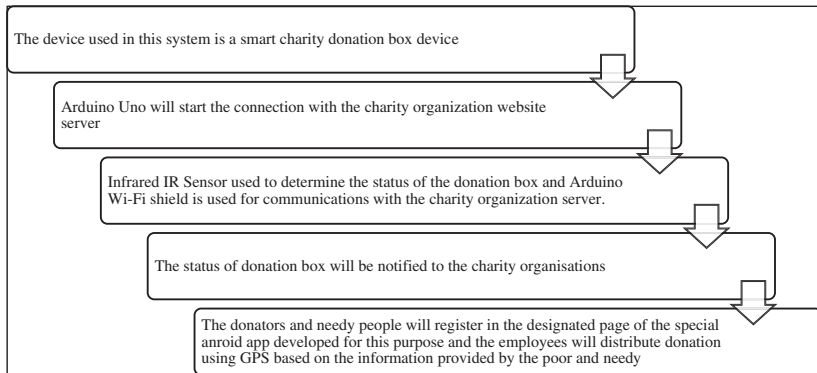 The device used in this system is a smart charity donation box device
Arduino Uno will start the connection with the charity organization website
server
Infrared IR Sensor used to determine the status of the donation box and Arduino
Wi-Fi shield is used for communications with the charity organization server.
The status of donation box will be notified to the charity organisations
The donators and needy people will register in the designated page of the special
anroid app developed for this purpose and the employees will distribute donation
using GPS based on the information provided by the poor and needy